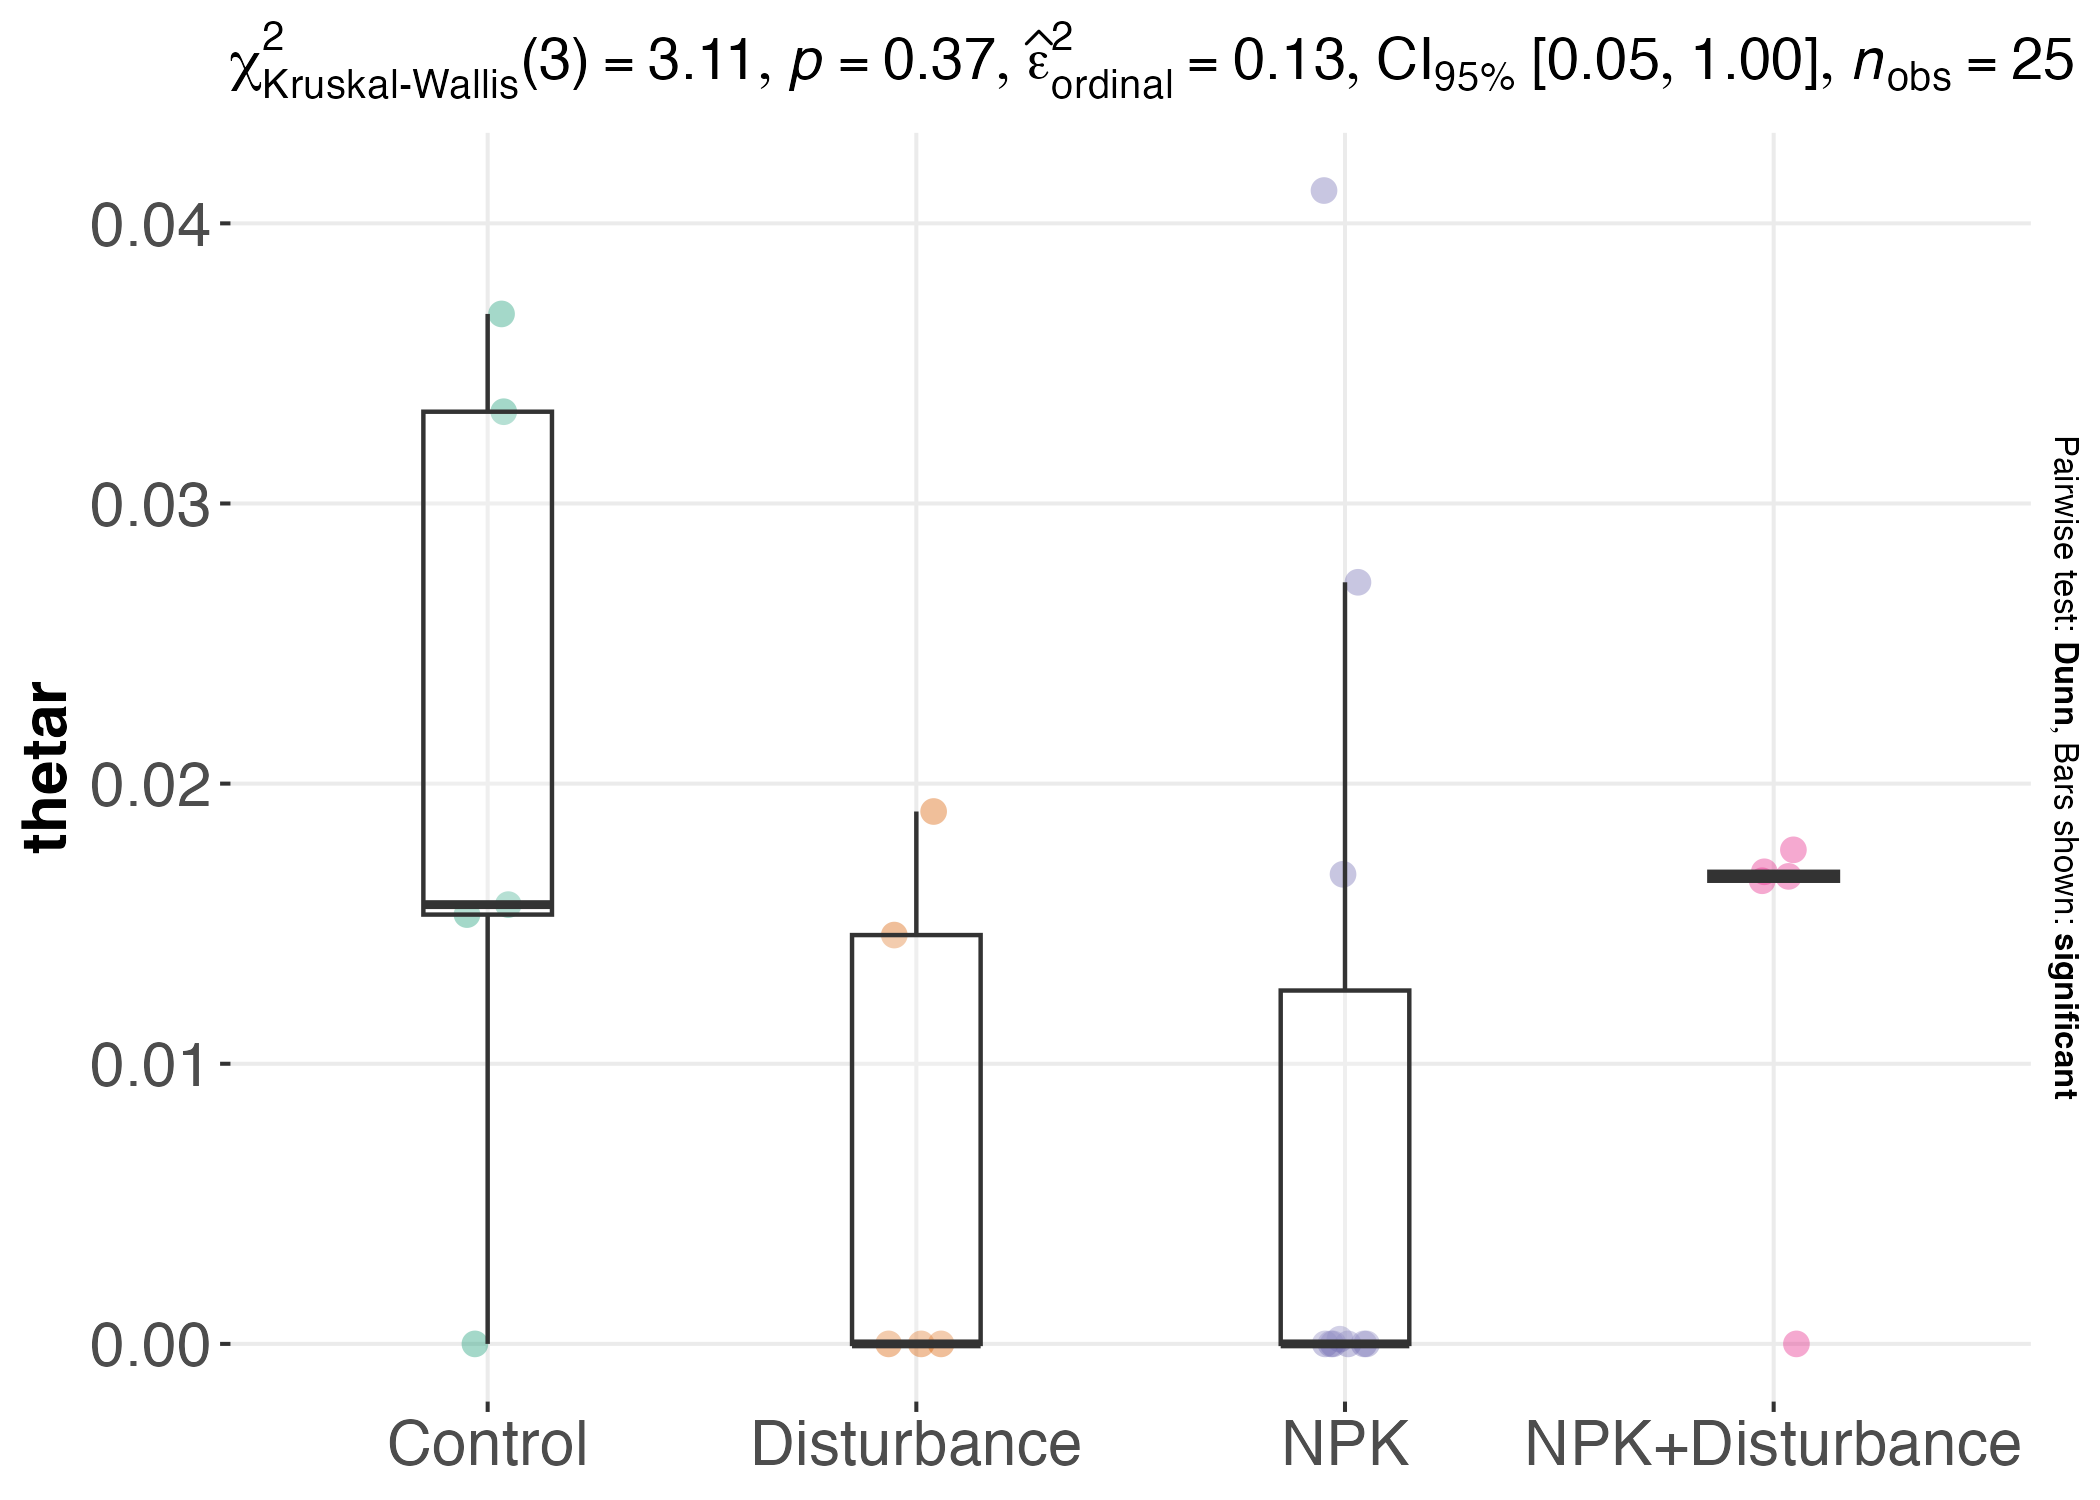 χ²Kruskal-Wallis(3) = 3.11, p = 0.37, ε̂²ordinal = 0.13, CI95% [0.05, 1.00], nobs = 25
thetar
0.04
0.03
0.02
0.01
0.00
Control Disturbance NPK NPK+Disturbance
Pairwise test: Dunn, Bars shown: significant